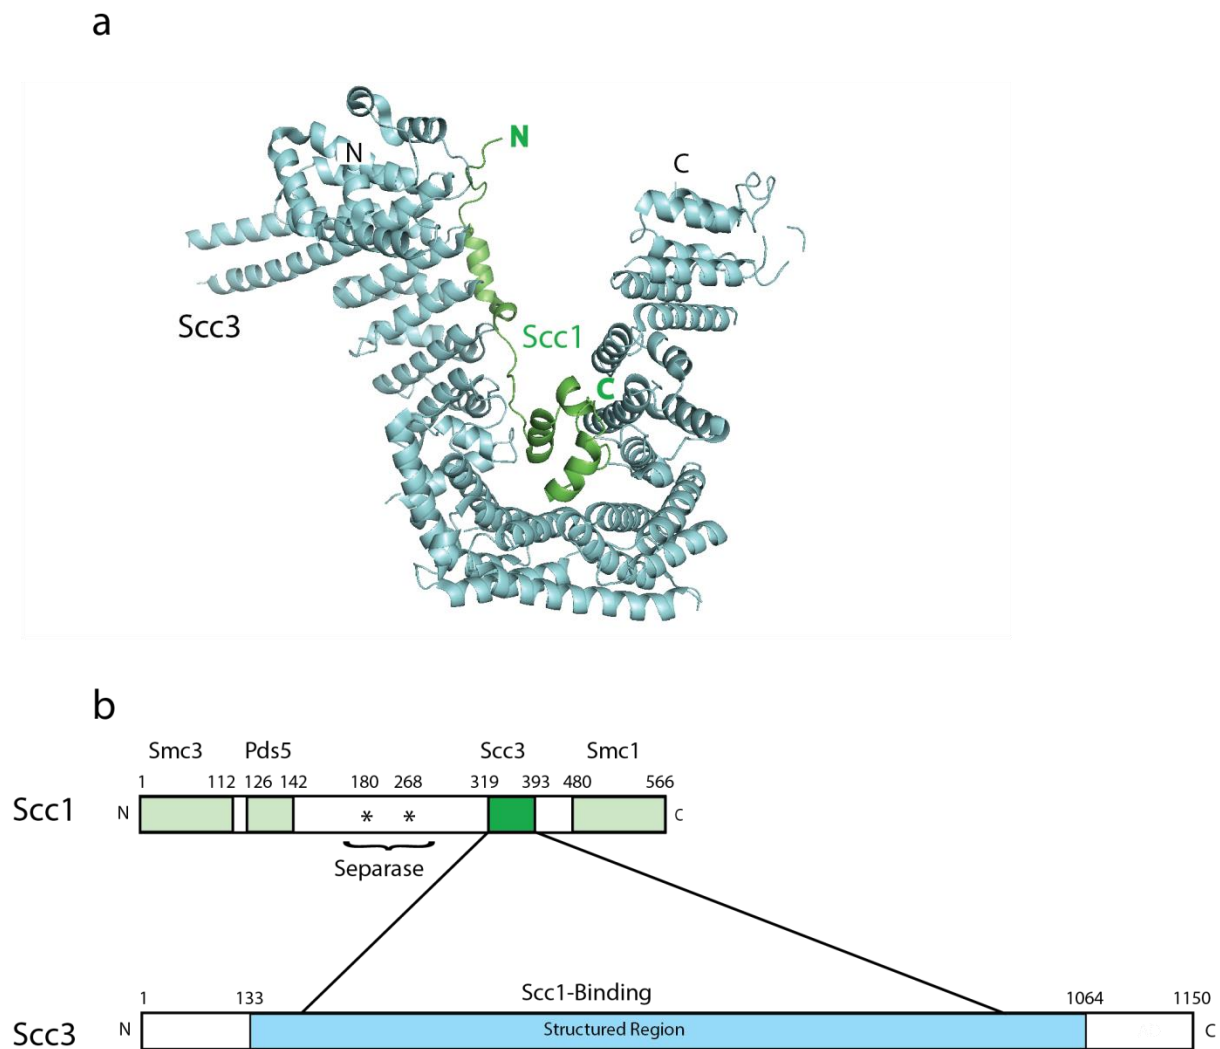 a
N
N
C
Scc3
Scc1
C
b
Smc3 Pds5 Scc3 Smc1
1 112 126 142 180 268 319 393 480 566
Scc1 N * * C
Separase
Scc1-Binding
1 133 1064 1150
Scc3 N Structured Region C